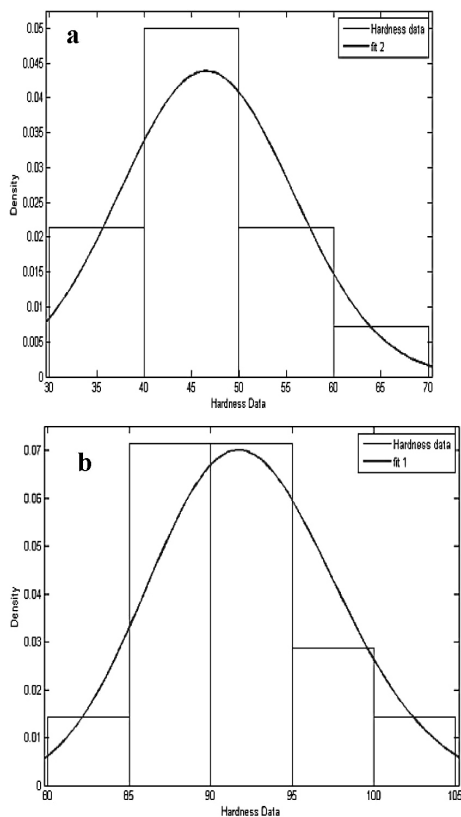 a
Hardness data
fit 2
0.05
0.045
0.04
0.035
0.03
0.025
0.02
0.015
0.01
0.005
0
Density
30 35 40 45 50 55 60 65 70
Hardness Data
b
Hardness data
fit 1
0.07
0.06
0.05
0.04
0.03
0.02
0.01
0
Density
80 85 90 95 100 105
Hardness Data